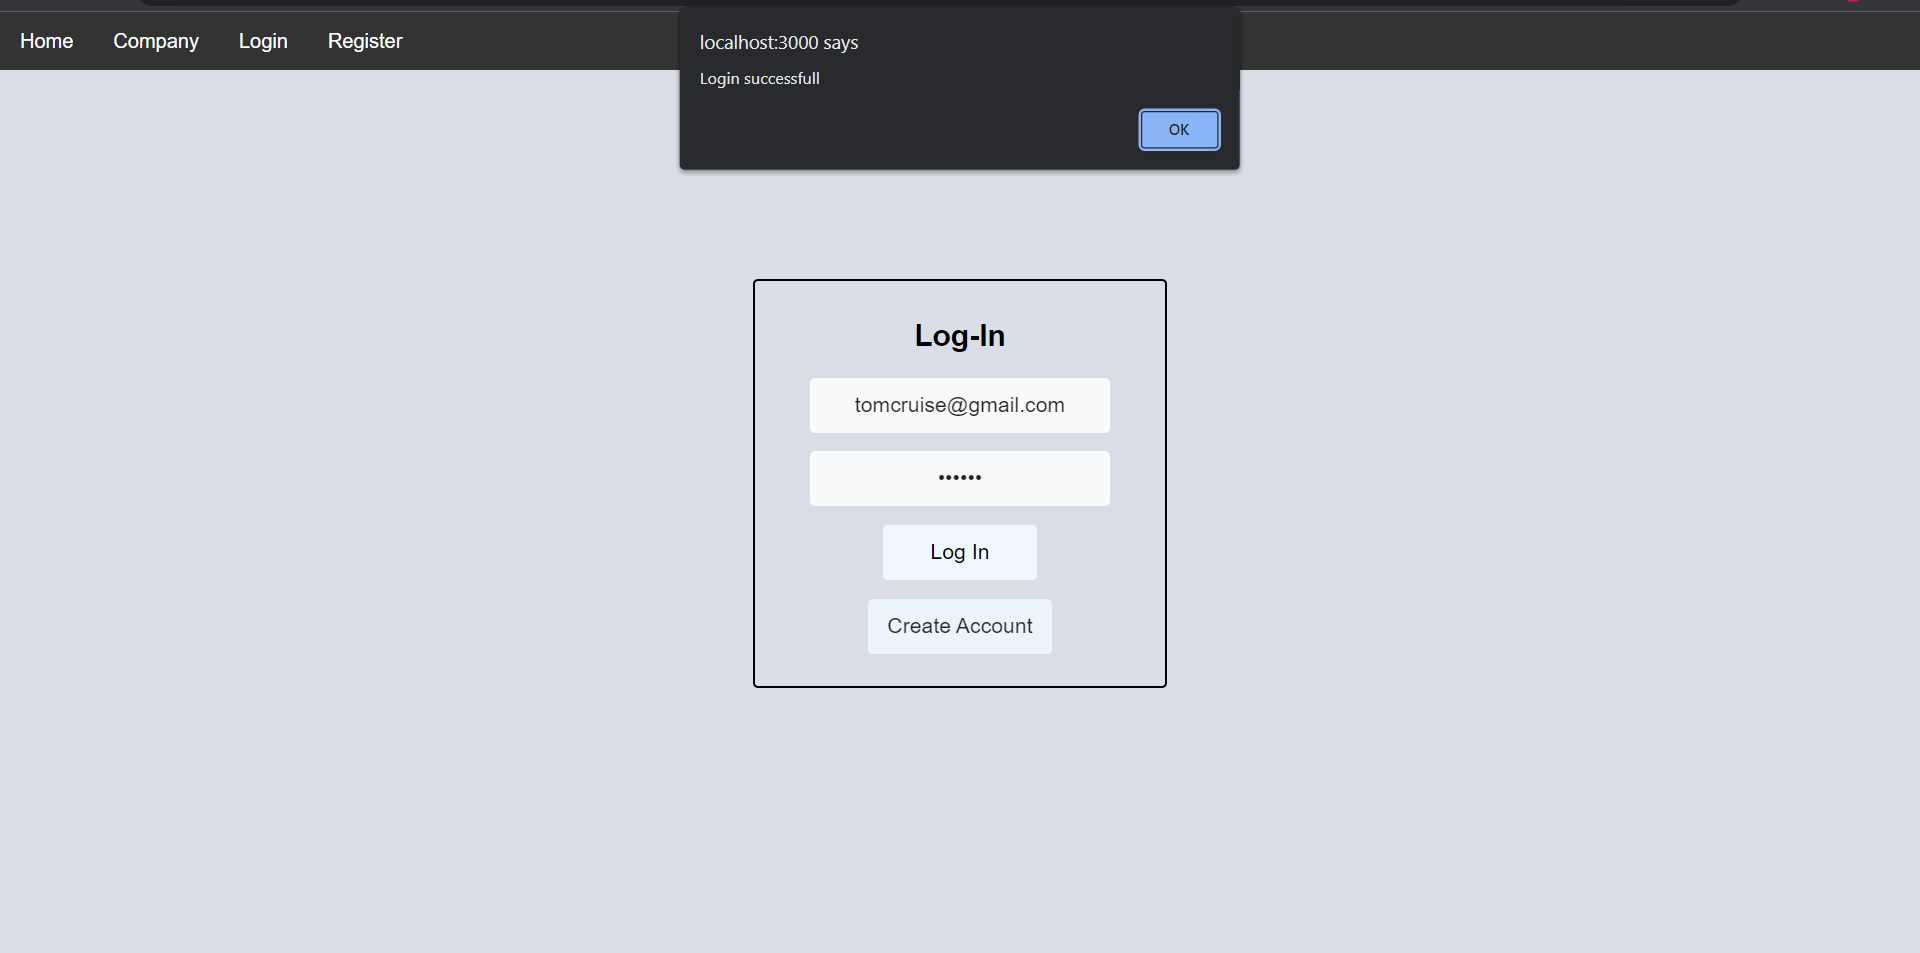 Home Company Login Register
localhost:3000 says
Login successfull
OK
Log-In
tomcruise@gmail.com
••••••
Log In
Create Account